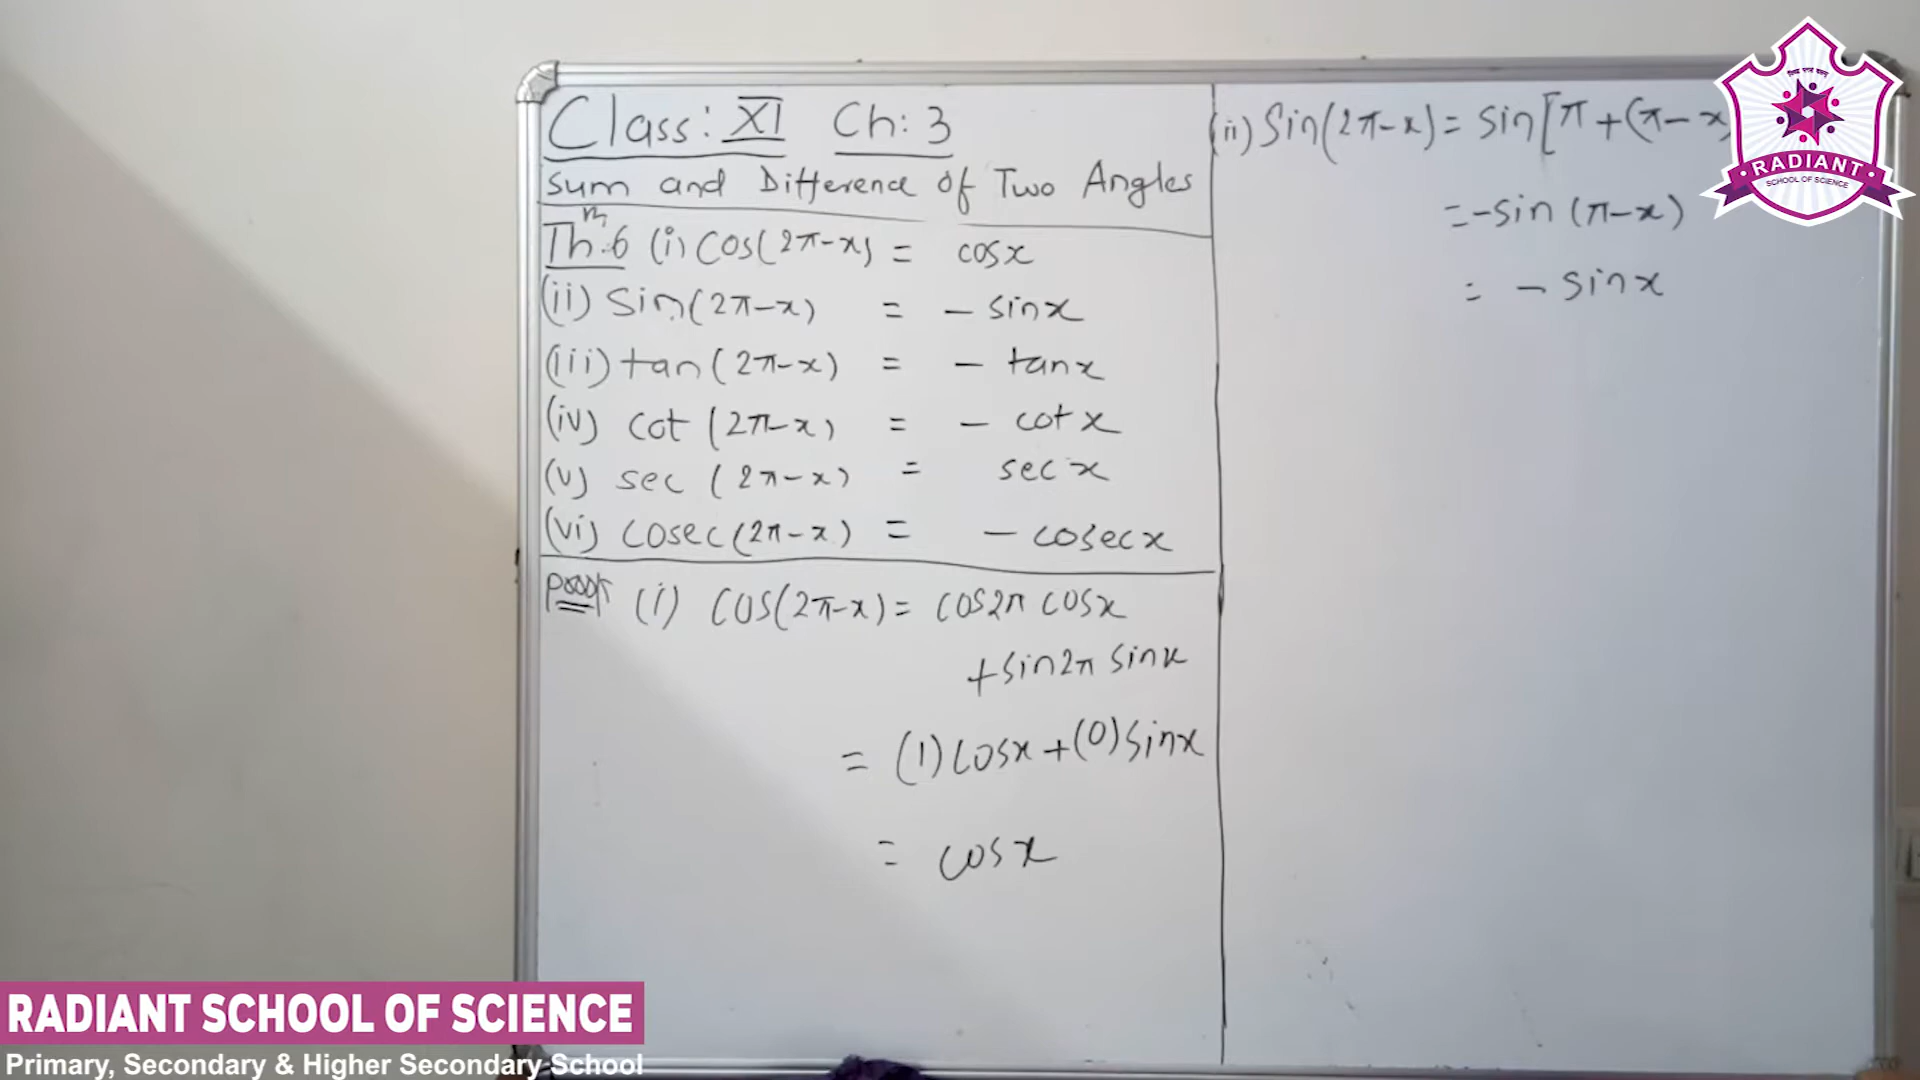 Class: XI Ch: 3
Sum and Difference Of Two Angles
Thm.6 (i) Cos(2π-x) = cosx
(ii) Sin(2π-x) = - sinx
(iii) tan(2π-x) = - tanx
(iv) cot (2π-x) = - cot x
(v) sec (2π-x) = sec x
(vi) Cosec(2π-x) = - cosec x
Proof (i) COS(2π-x) = COS2π COSx
+sin2π sinx
= (1)cosx+(0)sinx
= cosx
(ii) Sin(2π-x) = Sin[π+(π-x)
=-sin (π-x)
= - sinx
RADIANT
SCHOOL OF SCIENCE
RADIANT SCHOOL OF SCIENCE
Primary, Secondary & Higher Secondary School